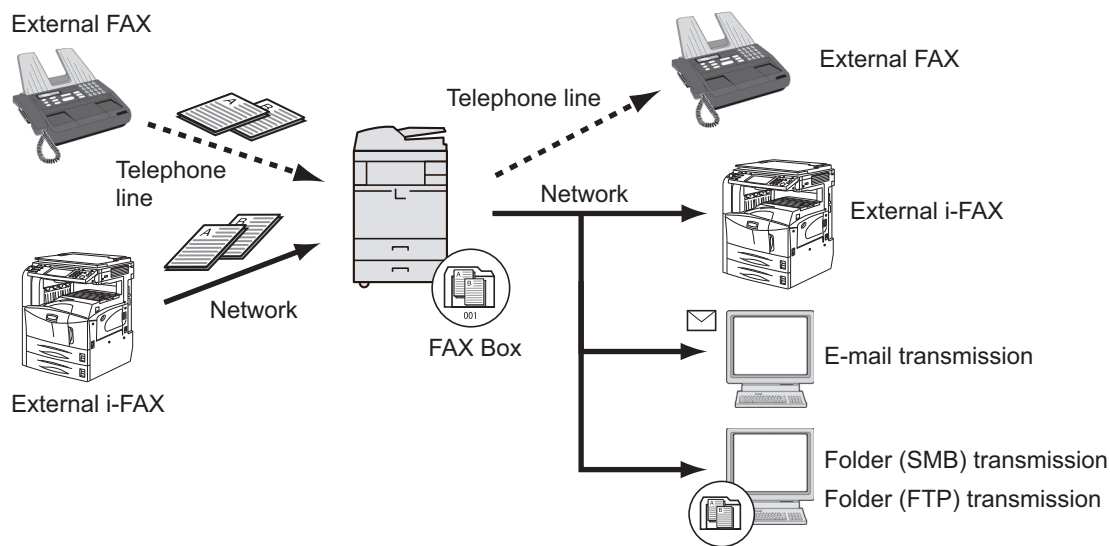 External FAX
External FAX
Telephone line
A
B
Telephone
line
Network
External i-FAX
A
B
Network
A
B
001
FAX Box
External i-FAX
E-mail transmission
Folder (SMB) transmission
A
B
Folder (FTP) transmission